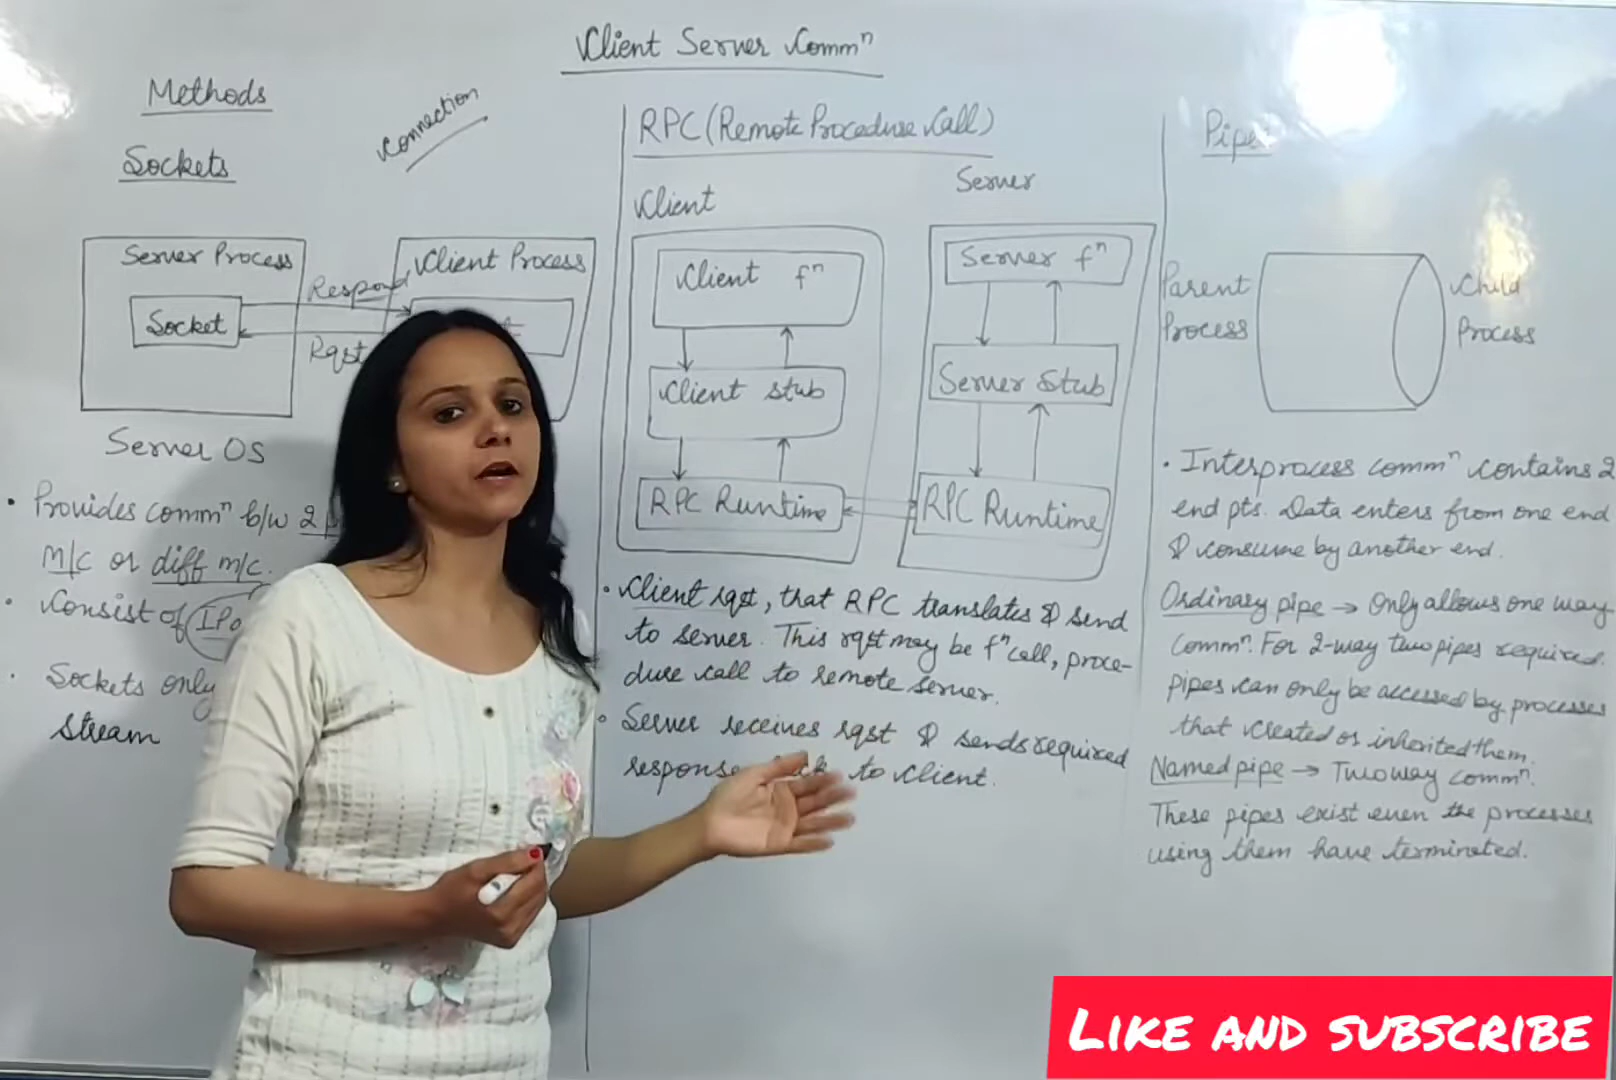 Client Server Commⁿ
Methods
Connection
Sockets
Server Process
Client Process
Respond
Socket
Rqst
Server OS
• Provides commⁿ b/w 2
M/C or diff m/c.
• Consist of IP
• Sockets only
stream
RPC (Remote Procedure Call)
Client
Server
Client fⁿ
Server fⁿ
Client stub
Server Stub
RPC Runtime
RPC Runtime
• Client rqst, that RPC translates & send
to server. This rqst may be fⁿ call, proce-
dure call to remote server.
• Server receives rqst & sends required
response to Client.
Pipe
Parent
Process
Child
Process
• Interprocess commⁿ contains 2
end pts. Data enters from one end
& consume by another end.
Ordinary pipe → Only allows one way
Commⁿ. For 2-way two pipes required.
pipes can only be accessed by processes
that created or inherited them.
Named pipe → Two way commⁿ.
These pipes exist even the processes
using them have terminated.
LIKE AND SUBSCRIBE